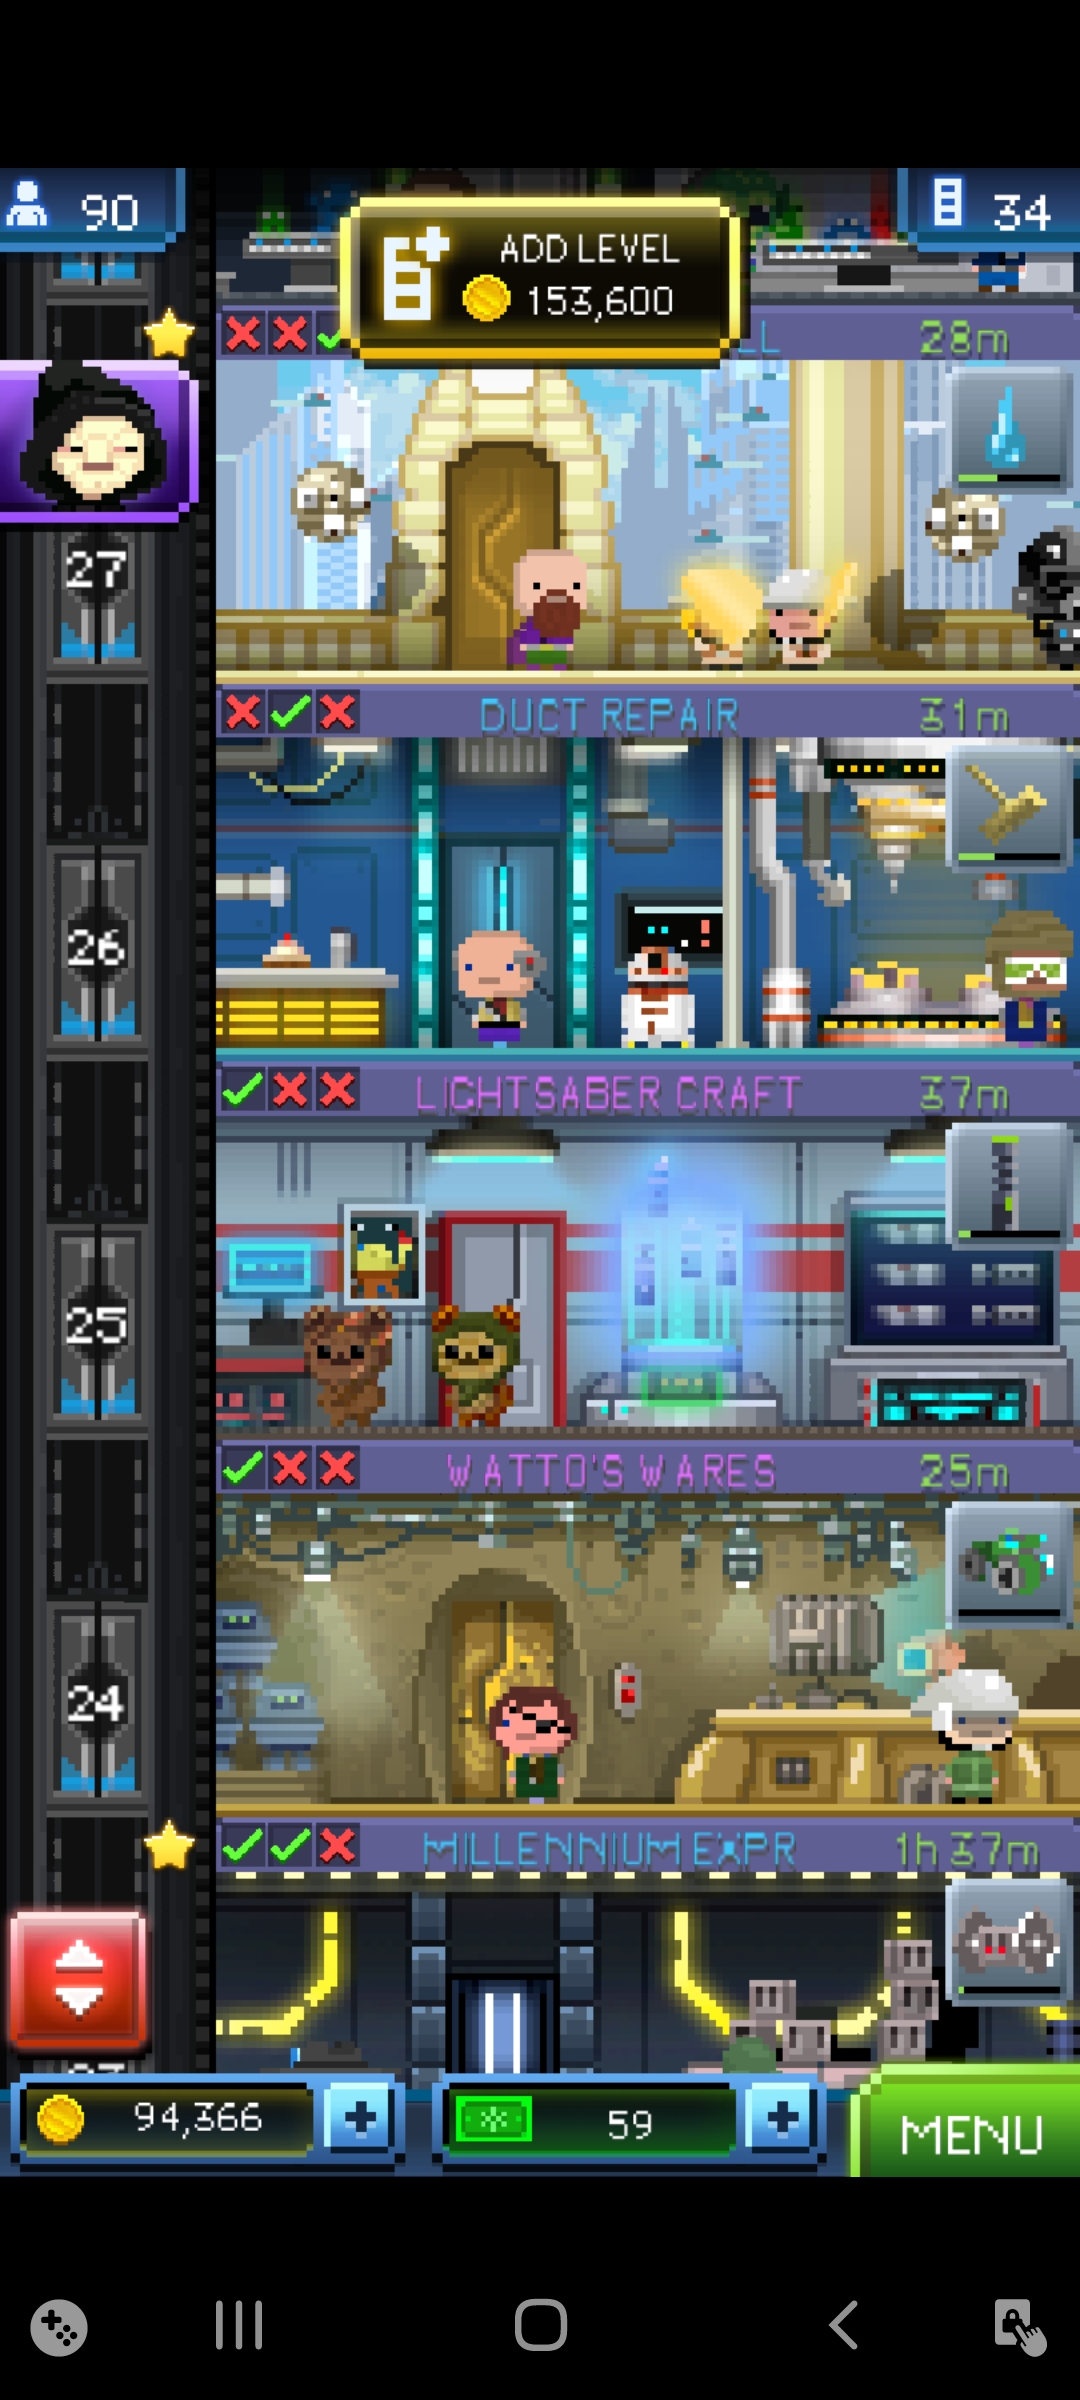 90
34
ADD LEVEL
153,600
LL
28m
27
DUCT REPAIR
31m
26
LIGHTSABER CRAFT
37m
25
WATTO'S WARES
25m
24
MILLENNIUM EXPR
1h 37m
94,366
59
MENU